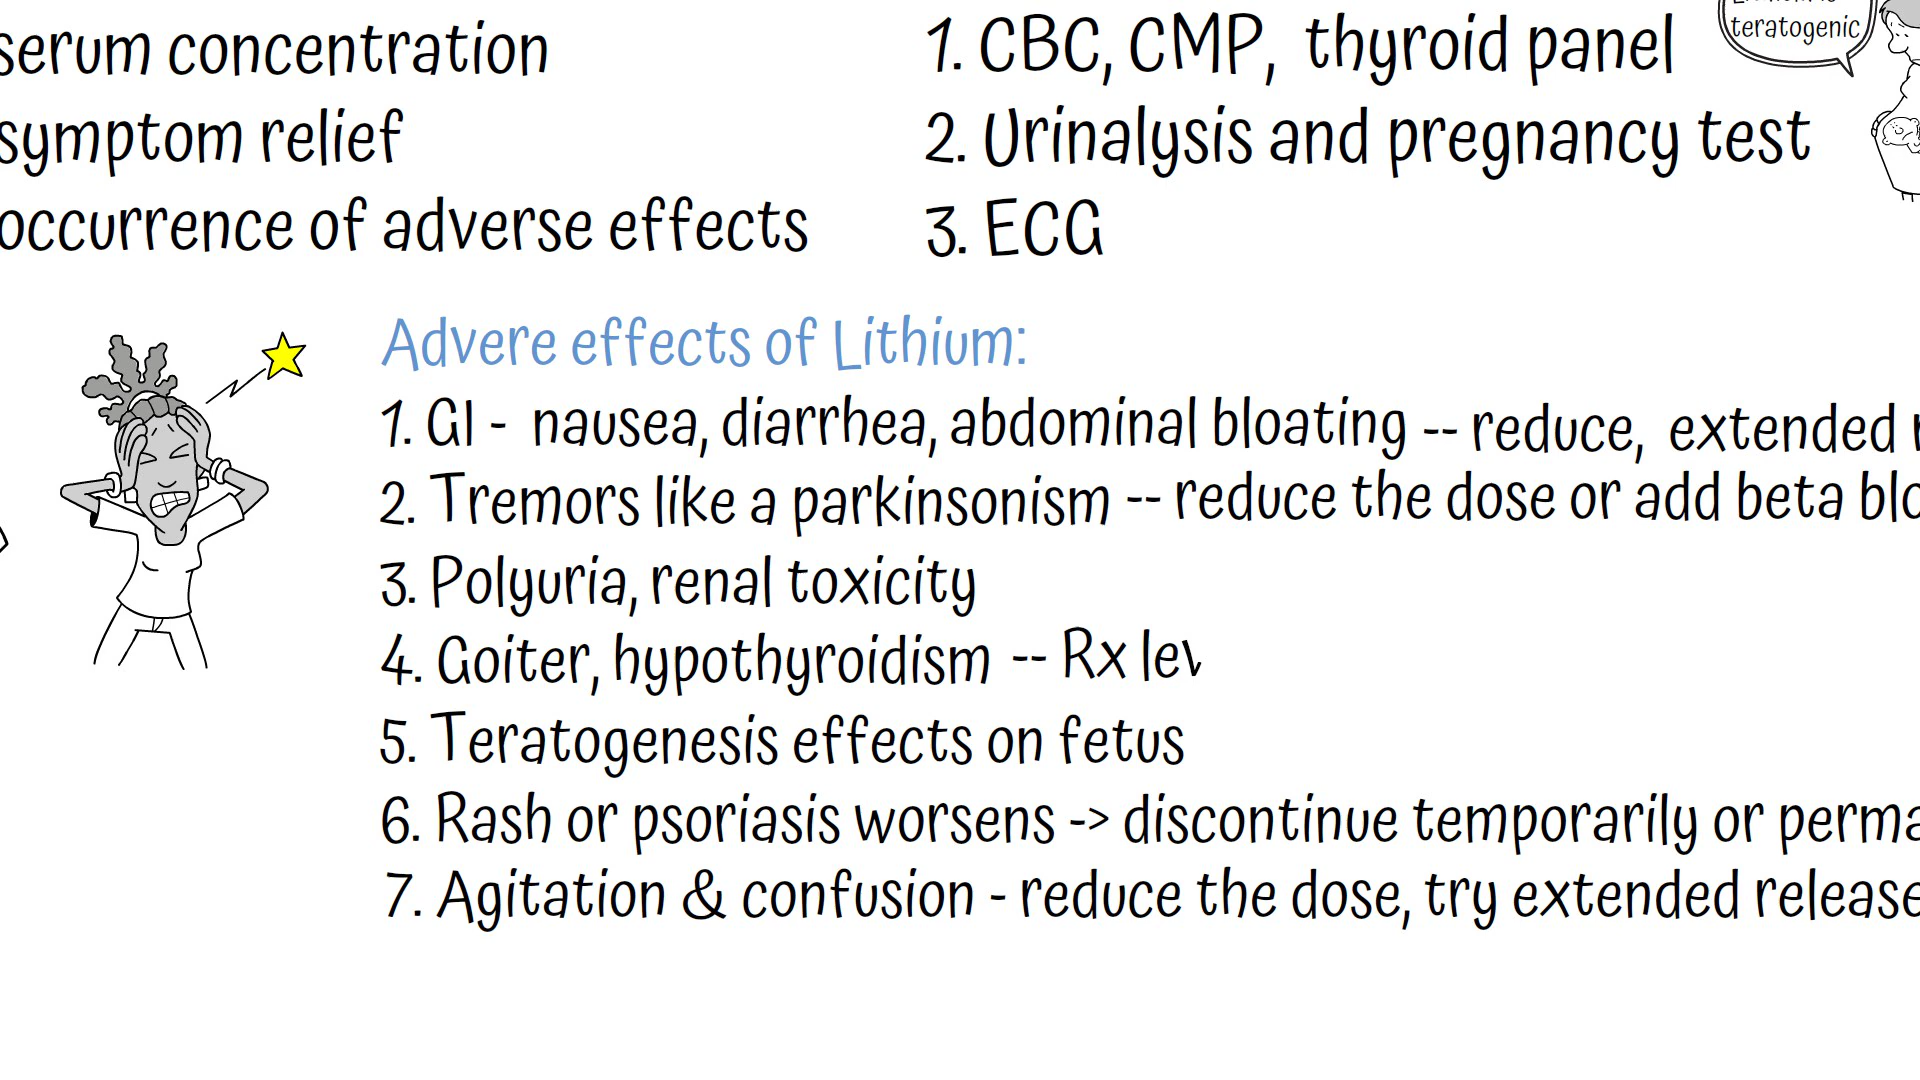 serum concentration
symptom relief
occurrence of adverse effects
1. CBC, CMP, thyroid panel
2. Urinalysis and pregnancy test
3. ECG
teratogenic
Advere effects of Lithium:
1. GI - nausea, diarrhea, abdominal bloating -- reduce, extended
2. Tremors like a parkinsonism -- reduce the dose or add beta blo
3. Polyuria, renal toxicity
4. Goiter, hypothyroidism -- Rx lev
5. Teratogenesis effects on fetus
6. Rash or psoriasis worsens -> discontinue temporarily or perma
7. Agitation & confusion - reduce the dose, try extended release